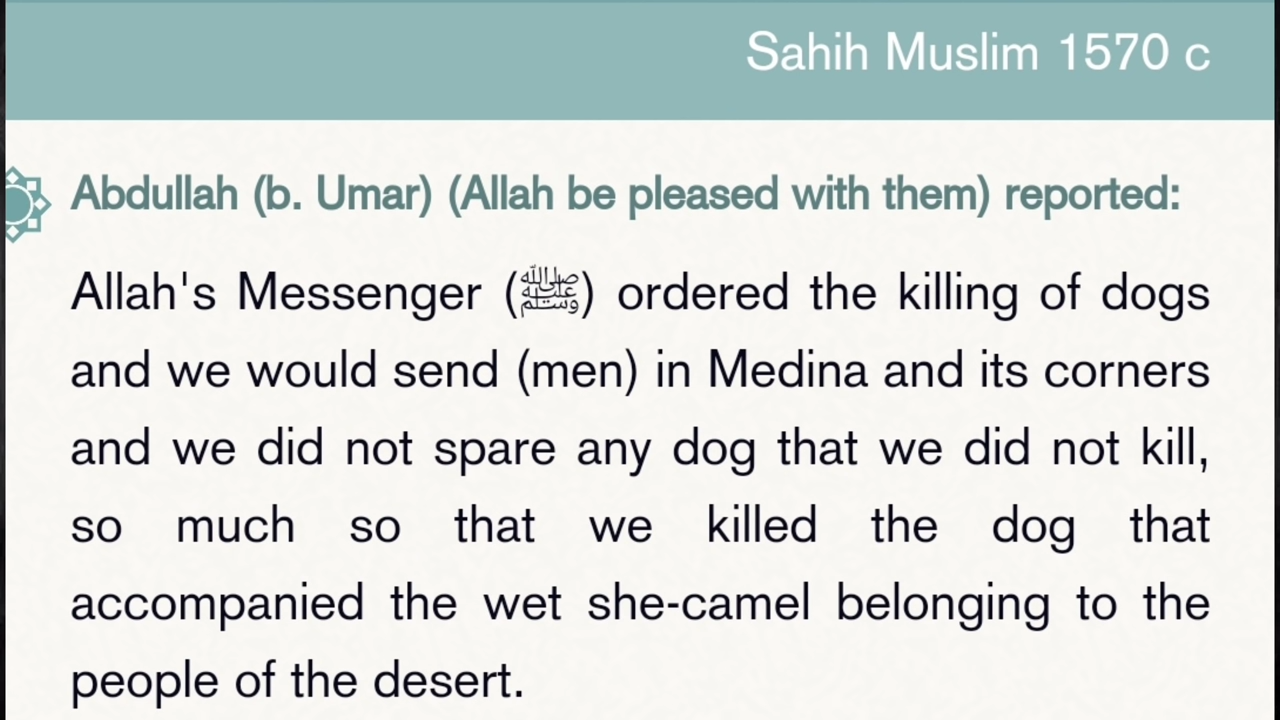 Sahih Muslim 1570 c
Abdullah (b. Umar) (Allah be pleased with them) reported:
Allah's Messenger (ﷺ) ordered the killing of dogs
and we would send (men) in Medina and its corners
and we did not spare any dog that we did not kill,
so much so that we killed the dog that
accompanied the wet she-camel belonging to the
people of the desert.